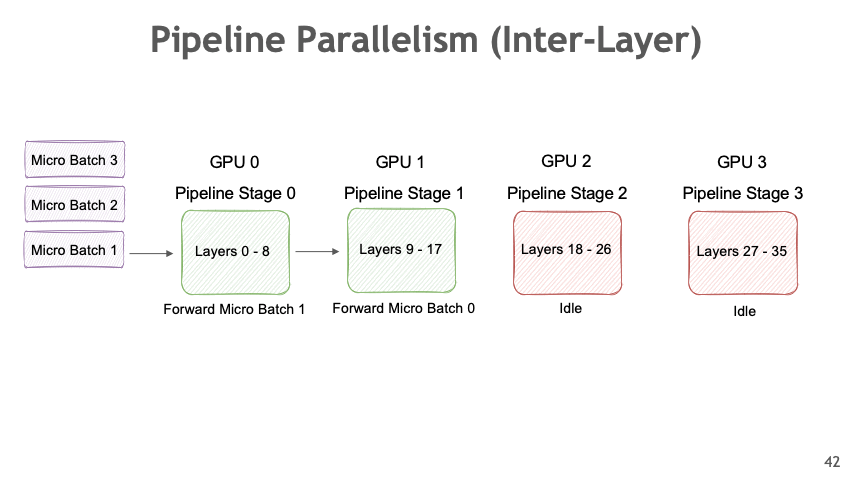 Pipeline Parallelism (Inter-Layer)
Micro Batch 3
Micro Batch 2
Micro Batch 1
GPU 0
Pipeline Stage 0
Layers 0 - 8
Forward Micro Batch 1
GPU 1
Pipeline Stage 1
Layers 9 - 17
Forward Micro Batch 0
GPU 2
Pipeline Stage 2
Layers 18 - 26
Idle
GPU 3
Pipeline Stage 3
Layers 27 - 35
Idle
42